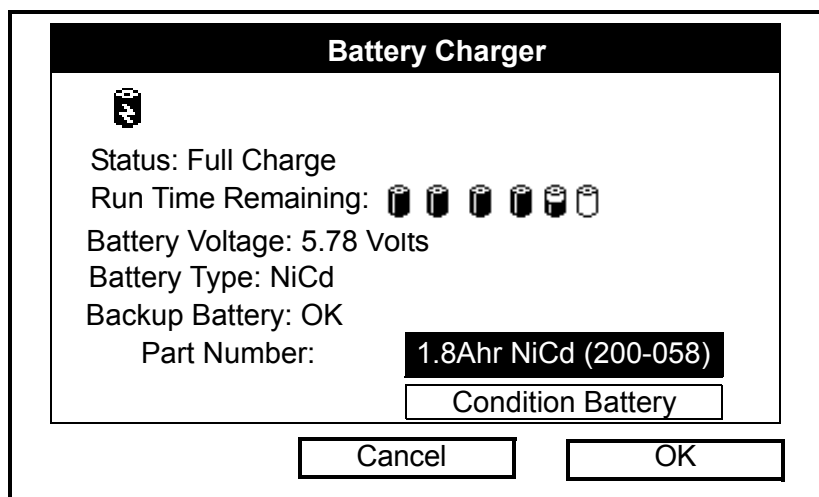 Battery Charger
Status: Full Charge
Run Time Remaining:
Battery Voltage: 5.78 Volts
Battery Type: NiCd
Backup Battery: OK
Part Number: 1.8Ahr NiCd (200-058)
Condition Battery
Cancel OK